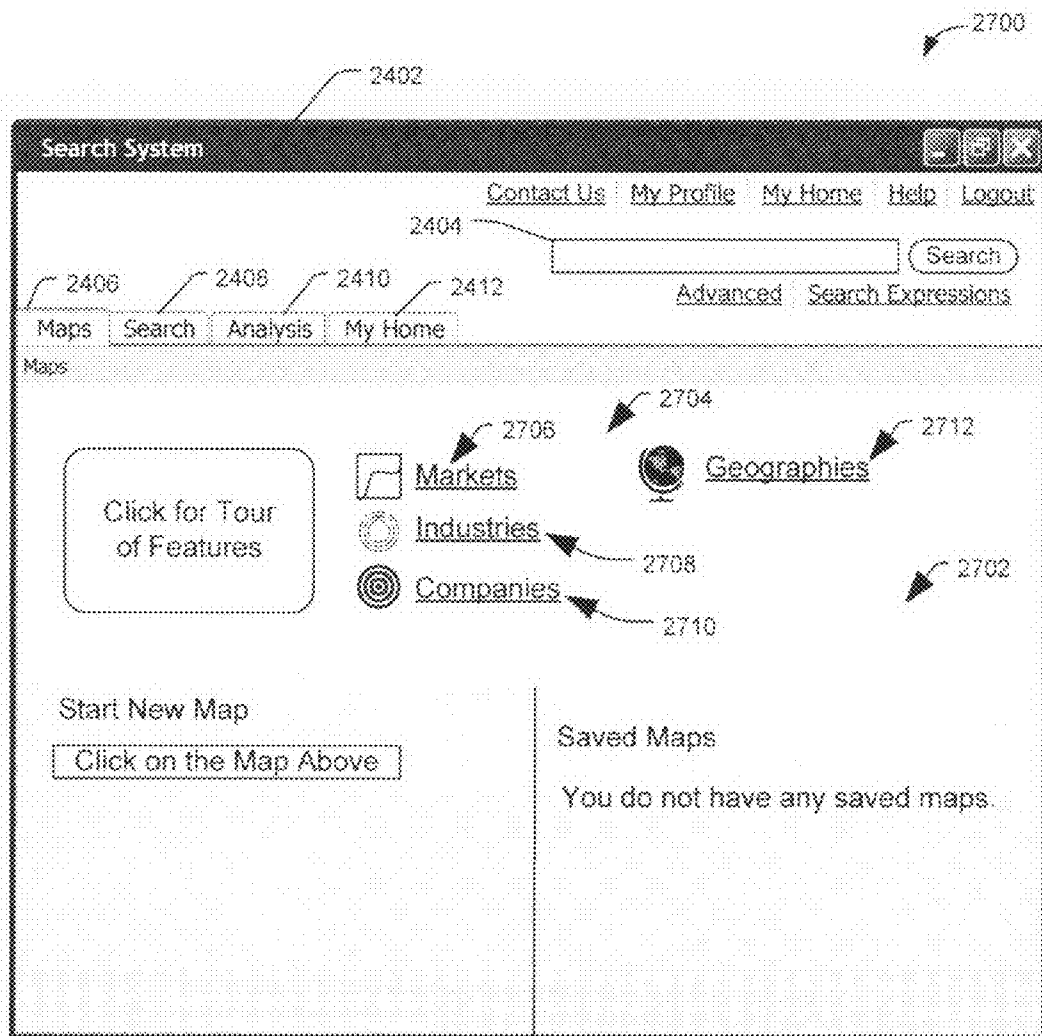 2700
2402
Search System
Contact Us My Profile My Home Help Logout
2404
Search
Advanced Search Expressions
2406 2408 2410 2412
Maps Search Analysis My Home
Maps
2704
2706 2712
Markets Geographies
Click for Tour
of Features
Industries
2708 2702
Companies
2710
Start New Map
Click on the Map Above
Saved Maps
You do not have any saved maps.